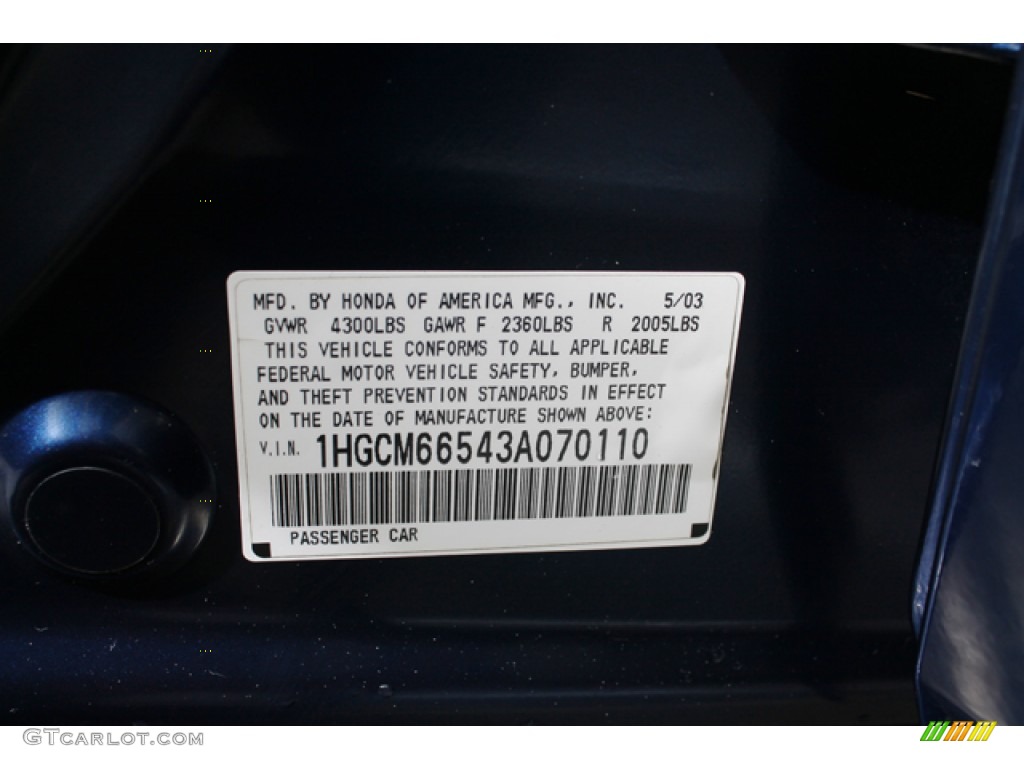 MFD. BY HONDA OF AMERICA MFG., INC. 5/03
GVWR 4300LBS GAWR F 2360LBS R 2005LBS
THIS VEHICLE CONFORMS TO ALL APPLICABLE
FEDERAL MOTOR VEHICLE SAFETY, BUMPER,
AND THEFT PREVENTION STANDARDS IN EFFECT
ON THE DATE OF MANUFACTURE SHOWN ABOVE:
V.I.N. 1HGCM66543A070110
PASSENGER CAR
GTCARLOT.COM